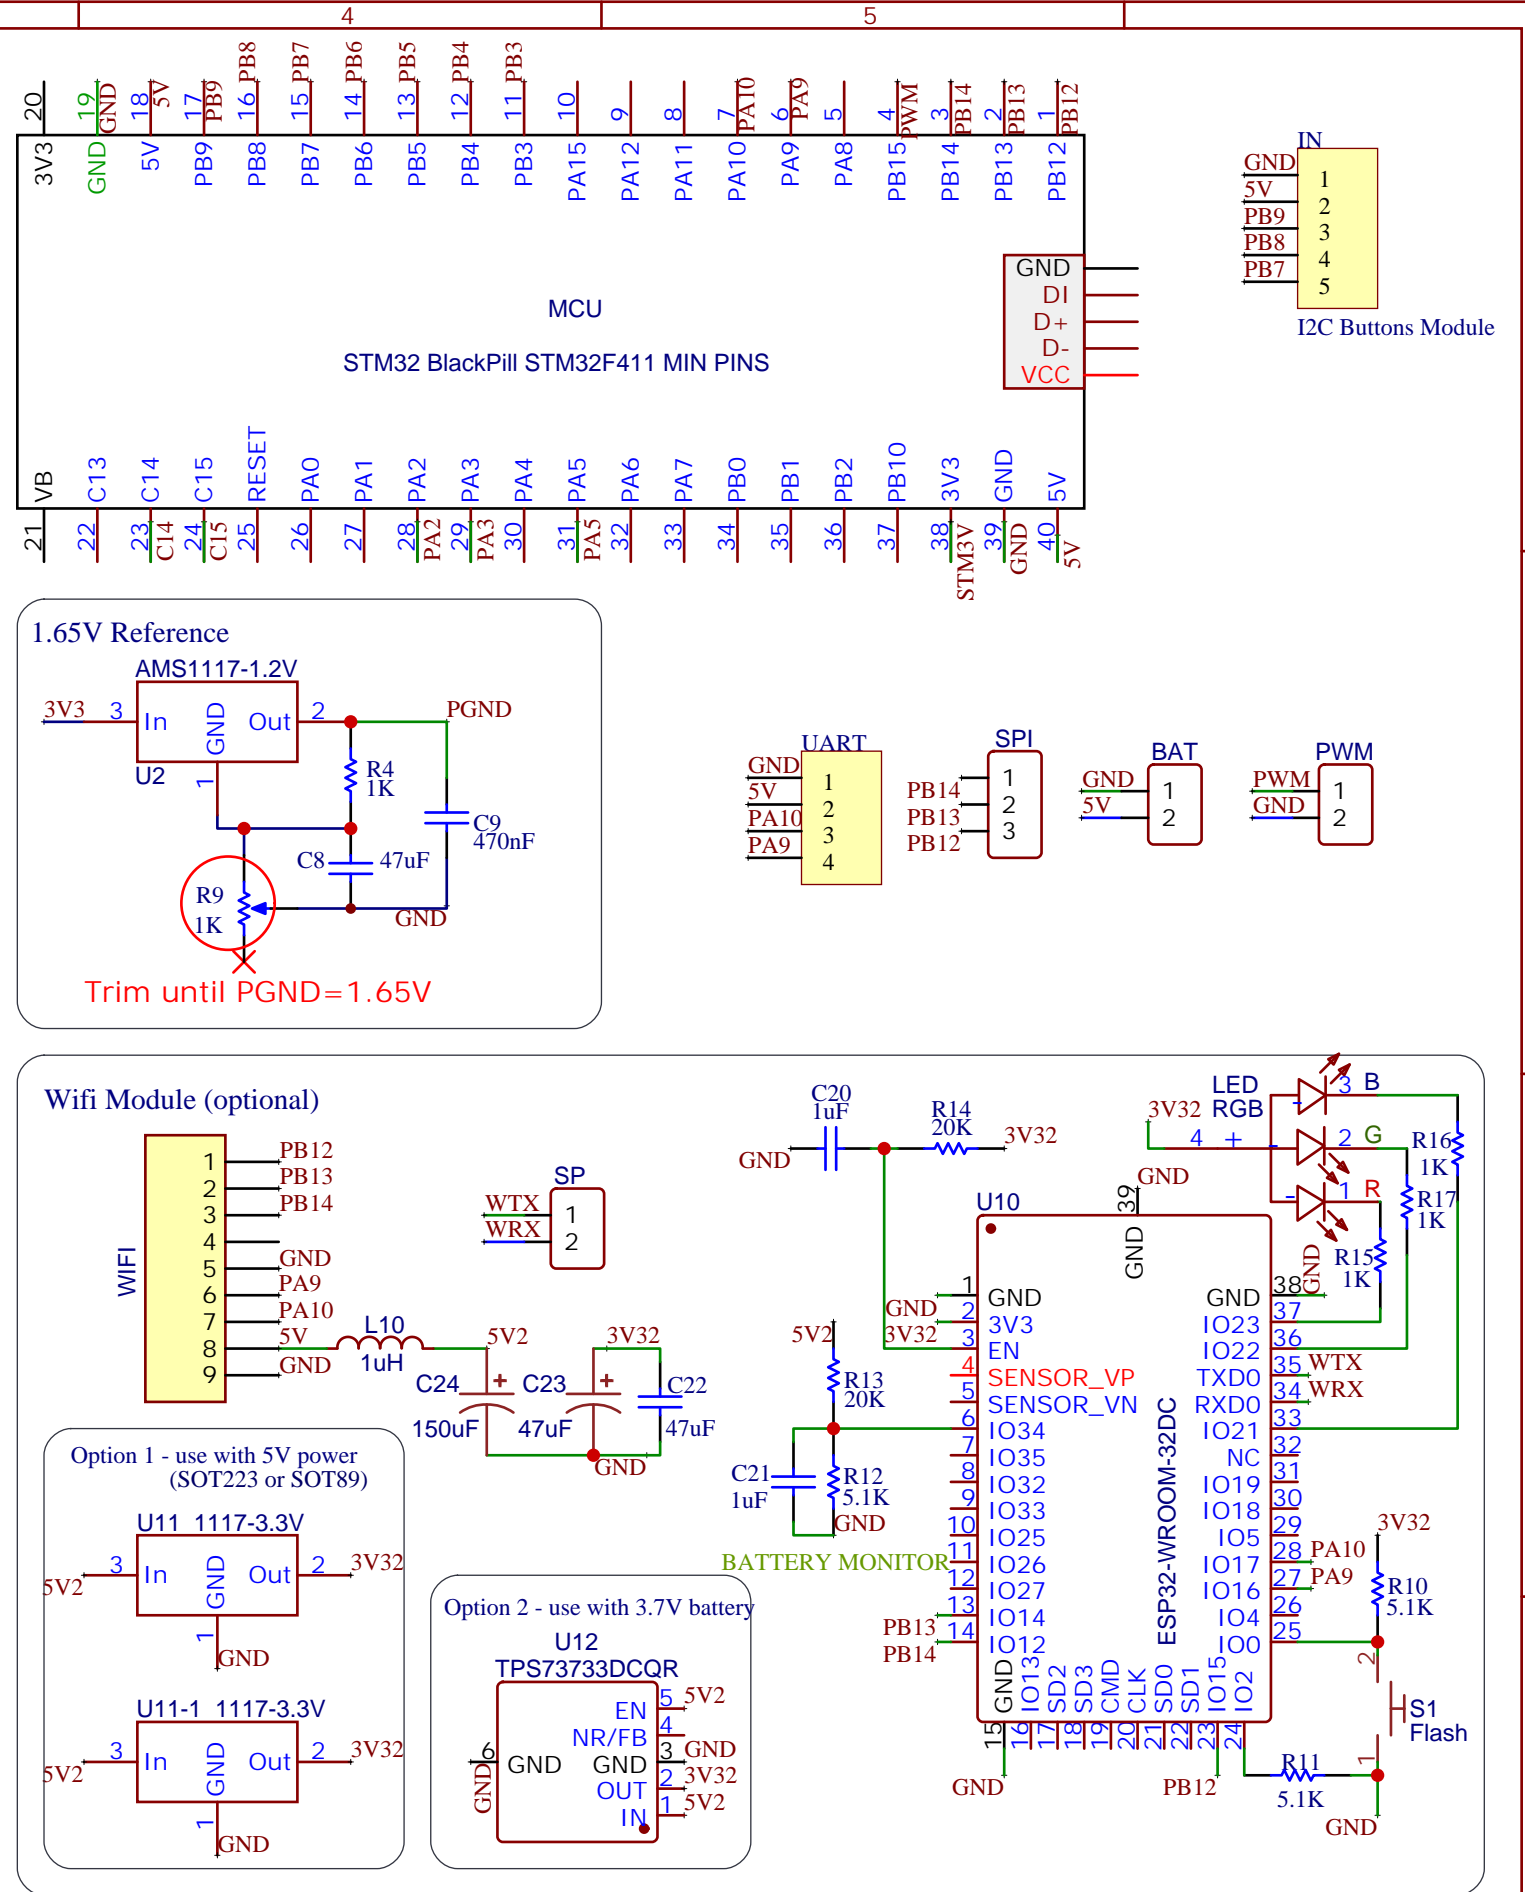 4
5
PB8
PB7
PB6
PB5
PB4
PB3
20
19
GND
18
5V
17
PB9
16
15
14
13
12
11
10
9
8
7
PA10
6
PA9
5
4
PWM
3
PB14
2
PB13
1
PB12
3V3
GND
5V
PB9
PB8
PB7
PB6
PB5
PB4
PB3
PA15
PA12
PA11
PA10
PA9
PA8
PB15
PB14
PB13
PB12
IN
GND
1
5V
2
PB9
3
PB8
4
PB7
5
I2C Buttons Module
GND
DI
D+
D-
VCC
MCU
STM32 BlackPill STM32F411 MIN PINS
VB
C13
C14
C15
RESET
PA0
PA1
PA2
PA3
PA4
PA5
PA6
PA7
PB0
PB1
PB2
PB10
3V3
GND
5V
21
22
23
C14
24
C15
25
26
27
28
PA2
29
PA3
30
31
PA5
32
33
34
35
36
37
38
STM3V
39
GND
40
5V
1.65V Reference
AMS1117-1.2V
3V3
3
In
GND
Out
2
PGND
1
U2
R4
1K
C9
470nF
C8
47uF
R9
1K
GND
Trim until PGND=1.65V
UART
GND
1
5V
2
PA10
3
PA9
4
SPI
1
PB14
2
PB13
3
PB12
BAT
GND
1
5V
2
PWM
PWM
1
GND
2
Wifi Module (optional)
WIFI
1
PB12
2
PB13
3
PB14
4
5
GND
6
PA9
7
PA10
8
5V
9
GND
L10
1uH
SP
WTX
1
WRX
2
5V2
3V32
C24
+
150uF
C23
+
47uF
C22
47uF
GND
C20
1uF
GND
R14
20K
3V32
LED
RGB
3V32
4
+
-
3
B
-
2
G
-
1
R
R16
1K
R17
1K
R15
1K
GND
39
GND
U10
ESP32-WROOM-32DC
1
GND
GND
2
3V3
3V32
3
EN
4
SENSOR_VP
5
SENSOR_VN
6
IO34
7
IO35
8
IO32
9
IO33
10
IO25
11
IO26
12
IO27
13
IO14
PB13
14
IO12
PB14
GND
38
GND
IO23
37
IO22
36
TXD0
35
WTX
RXD0
34
WRX
IO21
33
NC
32
IO19
31
IO18
30
IO5
29
IO17
28
PA10
IO16
27
PA9
IO4
26
IO0
25
GND
IO13
SD2
SD3
CMD
CLK
SD0
SD1
IO15
IO2
15
16
17
18
19
20
21
22
23
24
GND
PB12
5V2
R13
20K
C21
1uF
R12
5.1K
GND
BATTERY MONITOR
3V32
R10
5.1K
2
S1
Flash
1
R11
5.1K
GND
Option 1 - use with 5V power
(SOT223 or SOT89)
U11 1117-3.3V
5V2
3
In
GND
Out
2
3V32
1
GND
U11-1 1117-3.3V
5V2
3
In
GND
Out
2
3V32
1
GND
Option 2 - use with 3.7V battery
U12
TPS73733DCQR
EN
5
5V2
NR/FB
4
6
GND
GND
GND
3
GND
OUT
2
3V32
IN
1
5V2